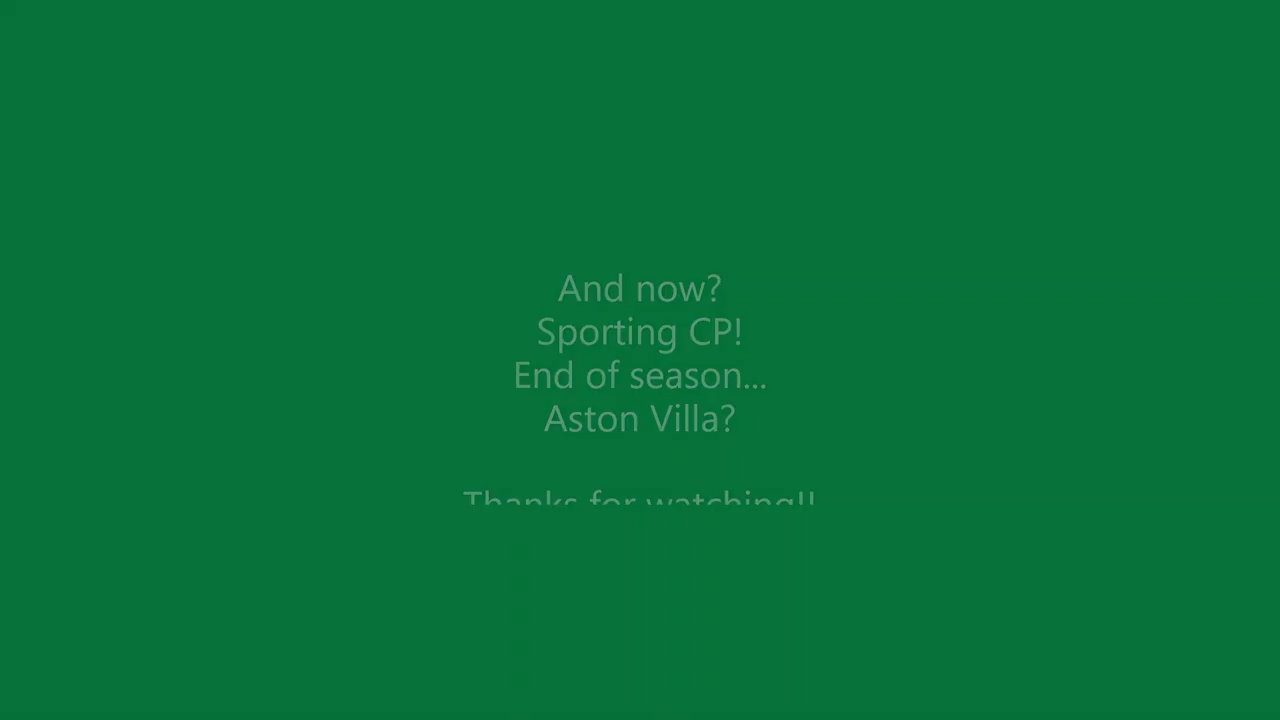 And now?
Sporting CP!
End of season...
Aston Villa?
Thanks for watching!!